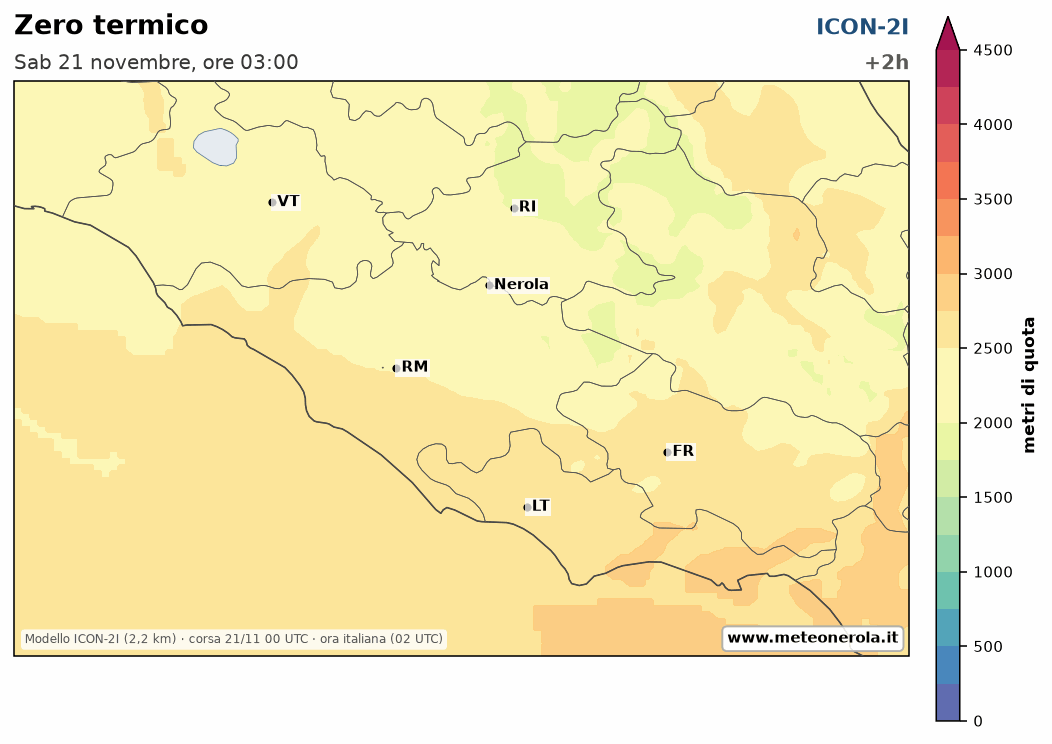 Zero termico
ICON-2I
Sab 21 novembre, ore 03:00
+2h
VT
RI
Nerola
RM
FR
LT
Modello ICON-2I (2,2 km) · corsa 21/11 00 UTC · ora italiana (02 UTC)
www.meteonerola.it
4500
4000
3500
3000
2500
2000
1500
1000
500
0
metri di quota